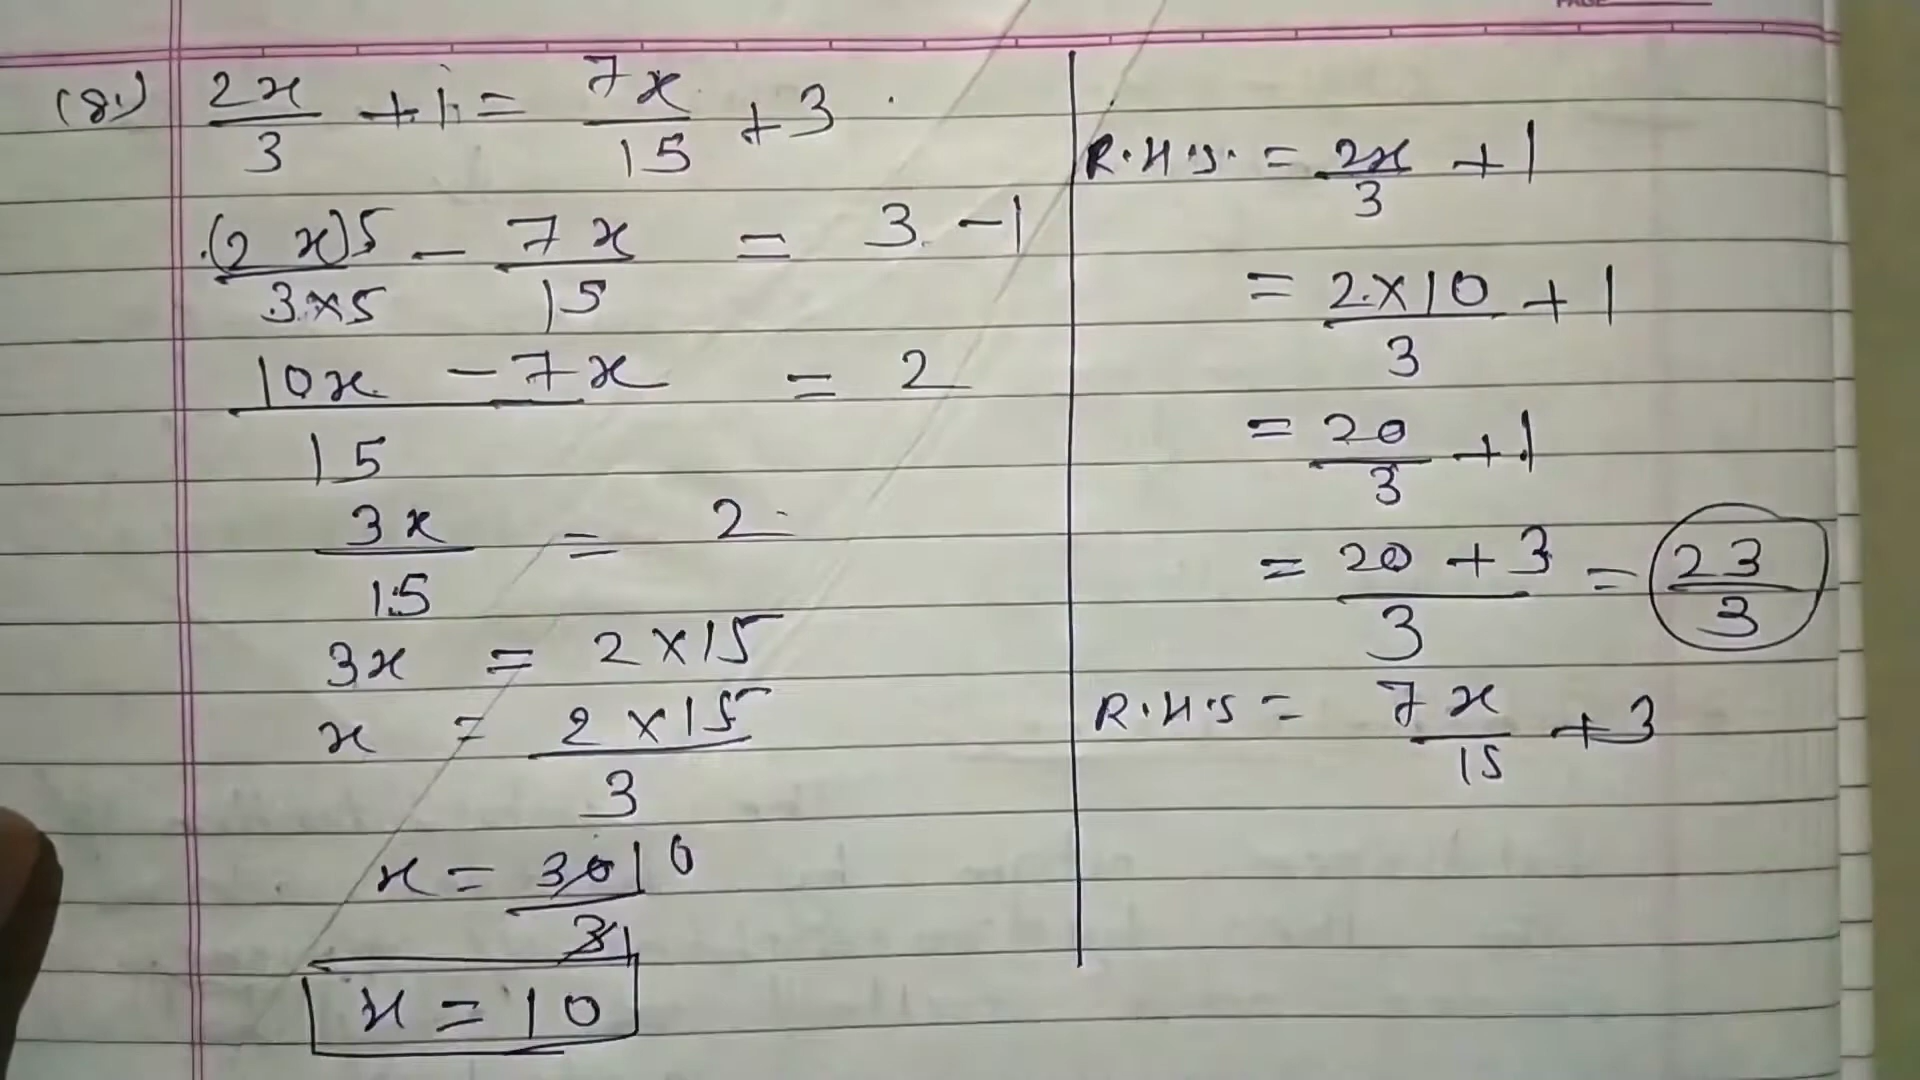 (8.) 2x/3 + 1 = 7x/15 + 3
(2x)5/3×5 - 7x/15 = 3 - 1
10x - 7x/15 = 2
3x/15 = 2
3x = 2×15
x = 2×15/3
x = 30 10/3 1
x = 10
R.H.S. = 2x/3 + 1
= 2×10/3 + 1
= 20/3 + 1
= 20 + 3/3 = 23/3
R.H.S = 7x/15 + 3